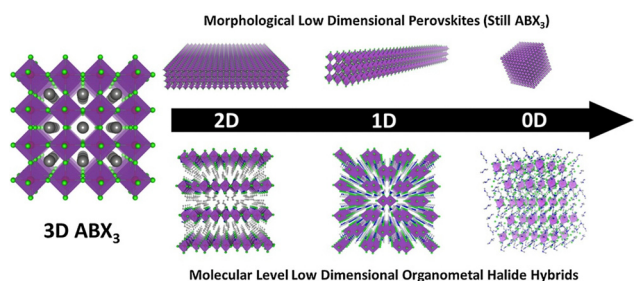 Morphological Low Dimensional Perovskites (Still ABX₃)
2D
1D
0D
3D ABX₃
Molecular Level Low Dimensional Organometal Halide Hybrids